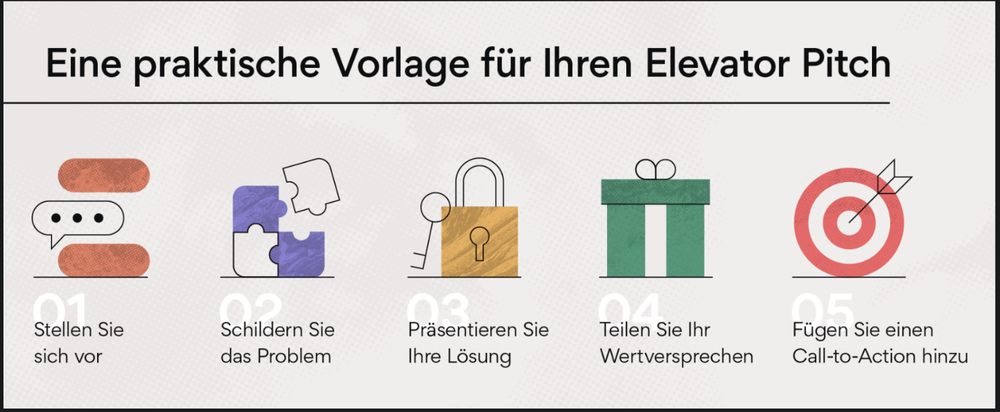 Eine praktische Vorlage für Ihren Elevator Pitch
01
Stellen Sie
sich vor
02
Schildern Sie
das Problem
03
Präsentieren Sie
Ihre Lösung
04
Teilen Sie Ihr
Wertversprechen
05
Fügen Sie einen
Call-to-Action hinzu